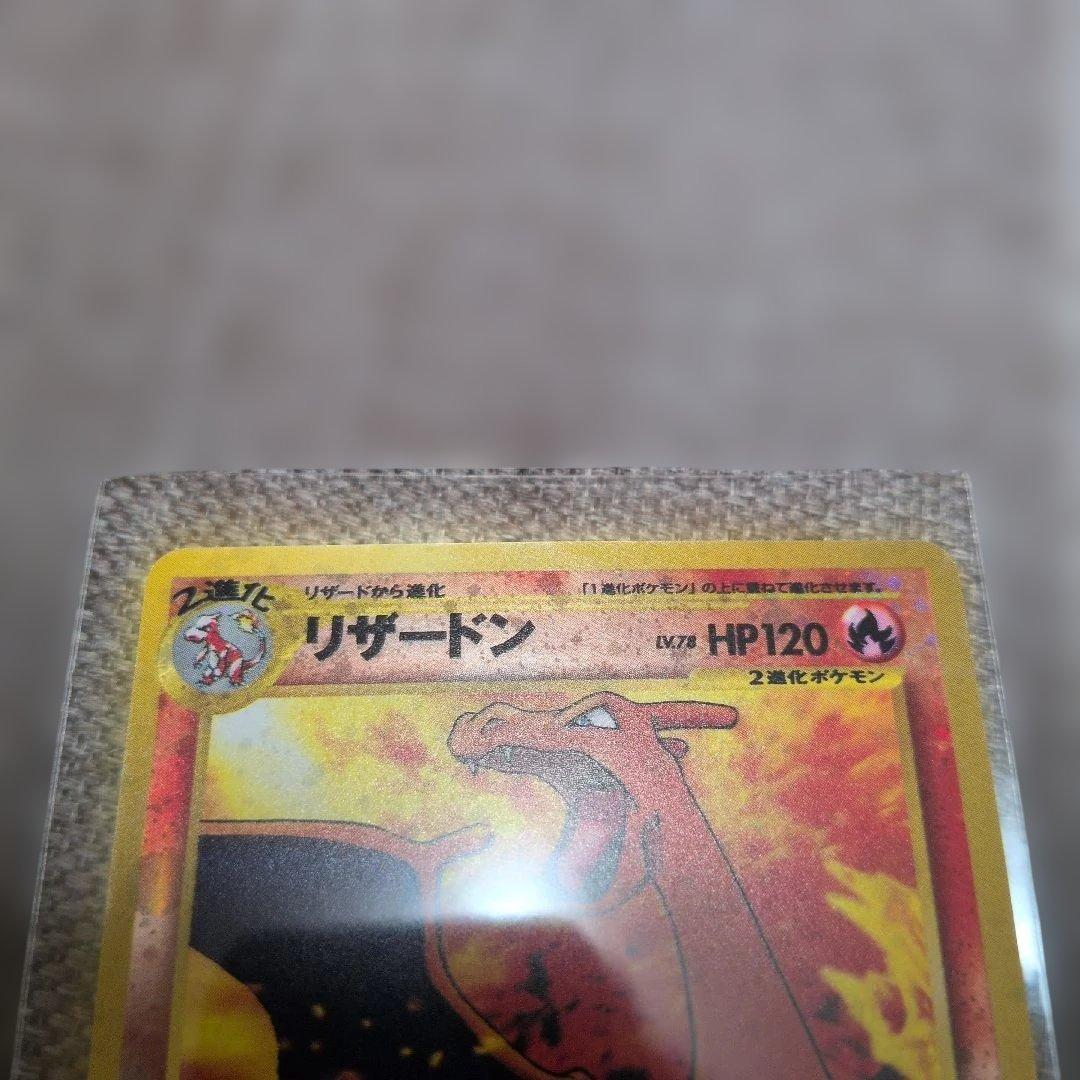 2進化
リザードから進化
「1進化ポケモン」の上に重ねて進化させます。
リザードン LV.78 HP120
2進化ポケモン